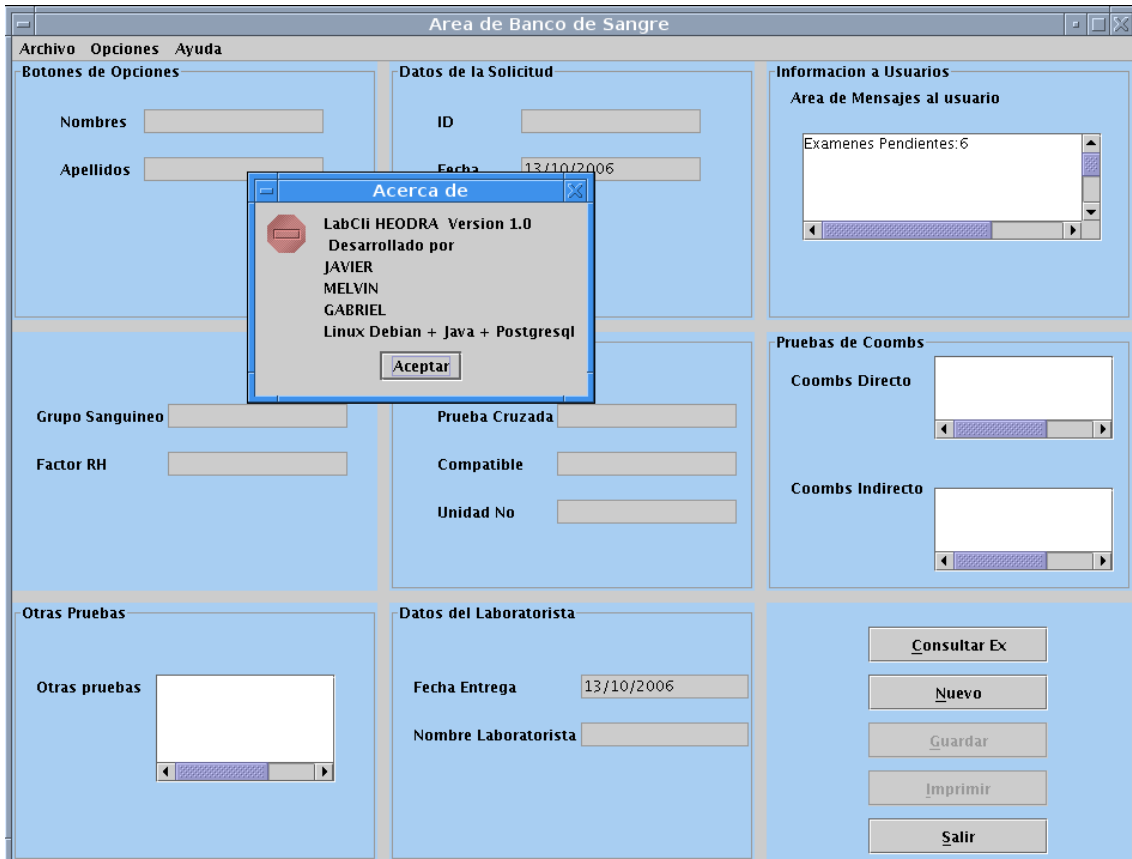 Area de Banco de Sangre
Archivo Opciones Ayuda
Botones de Opciones
Nombres
Apellidos
Datos de la Solicitud
ID
Fecha 13/10/2006
Informacion a Usuarios
Area de Mensajes al usuario
Examenes Pendientes:6
Acerca de
LabCli HEODRA Version 1.0
Desarrollado por
JAVIER
MELVIN
GABRIEL
Linux Debian + Java + Postgresql
Aceptar
Grupo Sanguineo
Factor RH
Prueba Cruzada
Compatible
Unidad No
Pruebas de Coombs
Coombs Directo
Coombs Indirecto
Otras Pruebas
Otras pruebas
Datos del Laboratorista
Fecha Entrega 13/10/2006
Nombre Laboratorista
Consultar Ex
Nuevo
Guardar
Imprimir
Salir